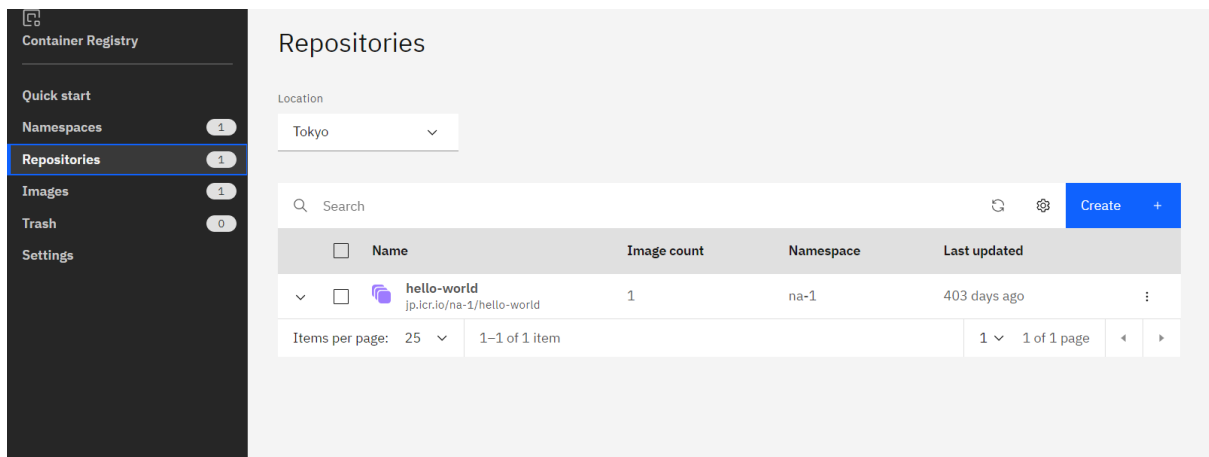 Container Registry
Quick start
Namespaces 1
Repositories 1
Images 1
Trash 0
Settings
Repositories
Location
Tokyo
Search
Create +
Name Image count Namespace Last updated
hello-world
jp.icr.io/na-1/hello-world
1 na-1 403 days ago
Items per page: 25 1–1 of 1 item 1 1 of 1 page